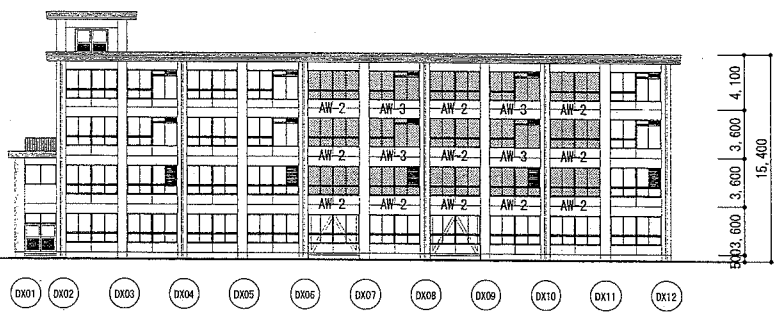 AW-2 AW-3 AW-2 AW-3 AW-2
AW-2 AW-3 AW-2 AW-3 AW-2
AW-2 AW-2 AW-2 AW-2 AW-2
4,100
3,600
3,600
3,600
500
15,400
DX01 DX02 DX03 DX04 DX05 DX06 DX07 DX08 DX09 DX10 DX11 DX12